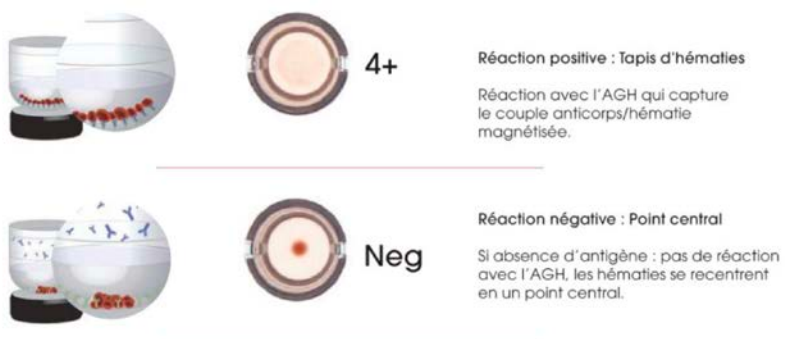 4+
Réaction positive : Tapis d'hématies
Réaction avec l'AGH qui capture
le couple anticorps/hématie
magnétisée.
Neg
Réaction négative : Point central
Si absence d'antigène : pas de réaction
avec l'AGH, les hématies se recentrent
en un point central.